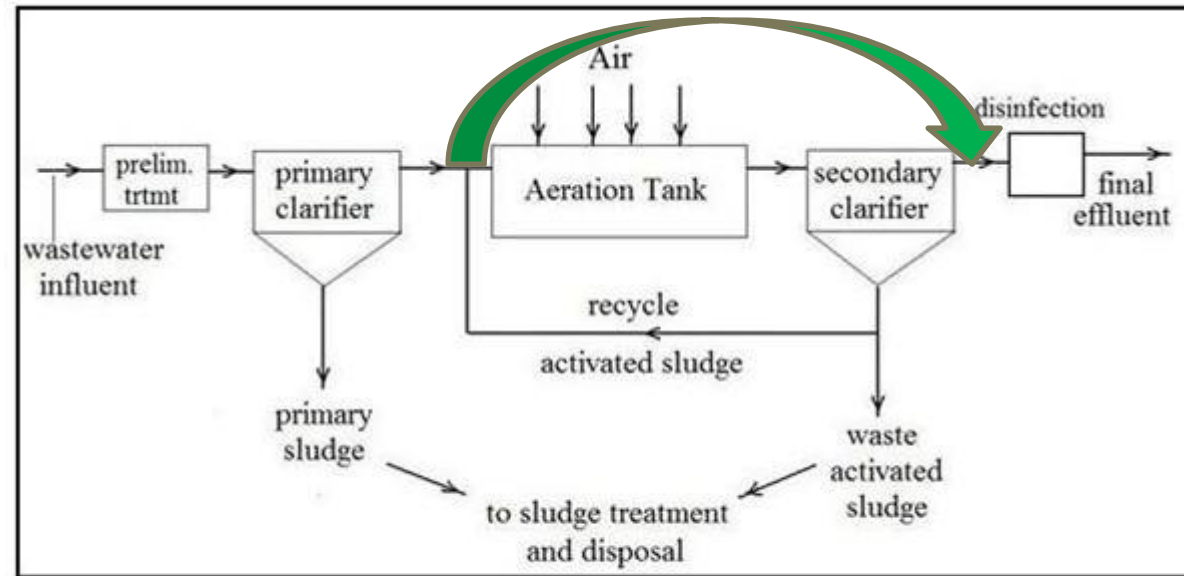 Air
disinfection
prelim.
trtmt
primary
clarifier
Aeration Tank
secondary
clarifier
final
effluent
wastewater
influent
recycle
activated sludge
primary
sludge
waste
activated
sludge
to sludge treatment
and disposal